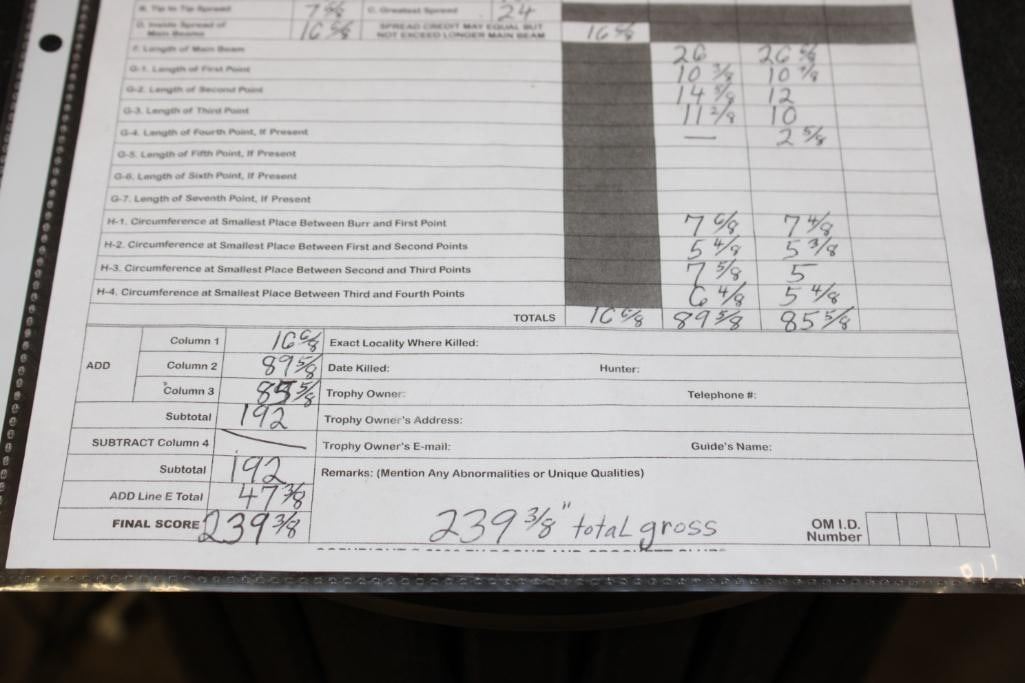 B. Tip to Tip Spread C. Greatest Spread 24
D. Inside Spread of Main Beams 16 6/8 SPREAD CREDIT MAY EQUAL BUT NOT EXCEED LONGER MAIN BEAM 16 6/8
F. Length of Main Beam 26
G-1. Length of First Point 10 3/8
G-2. Length of Second Point 14 5/8 12
G-3. Length of Third Point 11 2/8 10
G-4. Length of Fourth Point, If Present — 2 5/8
G-5. Length of Fifth Point, If Present
G-6. Length of Sixth Point, If Present
G-7. Length of Seventh Point, If Present
H-1. Circumference at Smallest Place Between Burr and First Point 7 6/8 7 4/8
H-2. Circumference at Smallest Place Between First and Second Points 5 4/8 5 3/8
H-3. Circumference at Smallest Place Between Second and Third Points 7 5/8 5
H-4. Circumference at Smallest Place Between Third and Fourth Points 6 4/8 5 4/8
TOTALS 16 6/8 89 5/8 85 5/8
ADD
Column 1 16 6/8 Exact Locality Where Killed:
Column 2 89 5/8 Date Killed: Hunter:
Column 3 85 5/8 Trophy Owner: Telephone #:
Subtotal 192 Trophy Owner's Address:
SUBTRACT Column 4 Trophy Owner's E-mail: Guide's Name:
Subtotal 192 Remarks: (Mention Any Abnormalities or Unique Qualities)
ADD Line E Total 47 3/8
FINAL SCORE 239 3/8 239 3/8" total gross OM I.D. Number